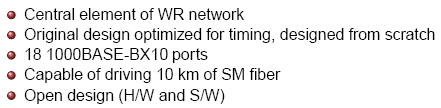 Central element of WR network
Original design optimized for timing, designed from scratch
18 1000BASE-BX10 ports
Capable of driving 10 km of SM fiber
Open design (H/W and S/W)